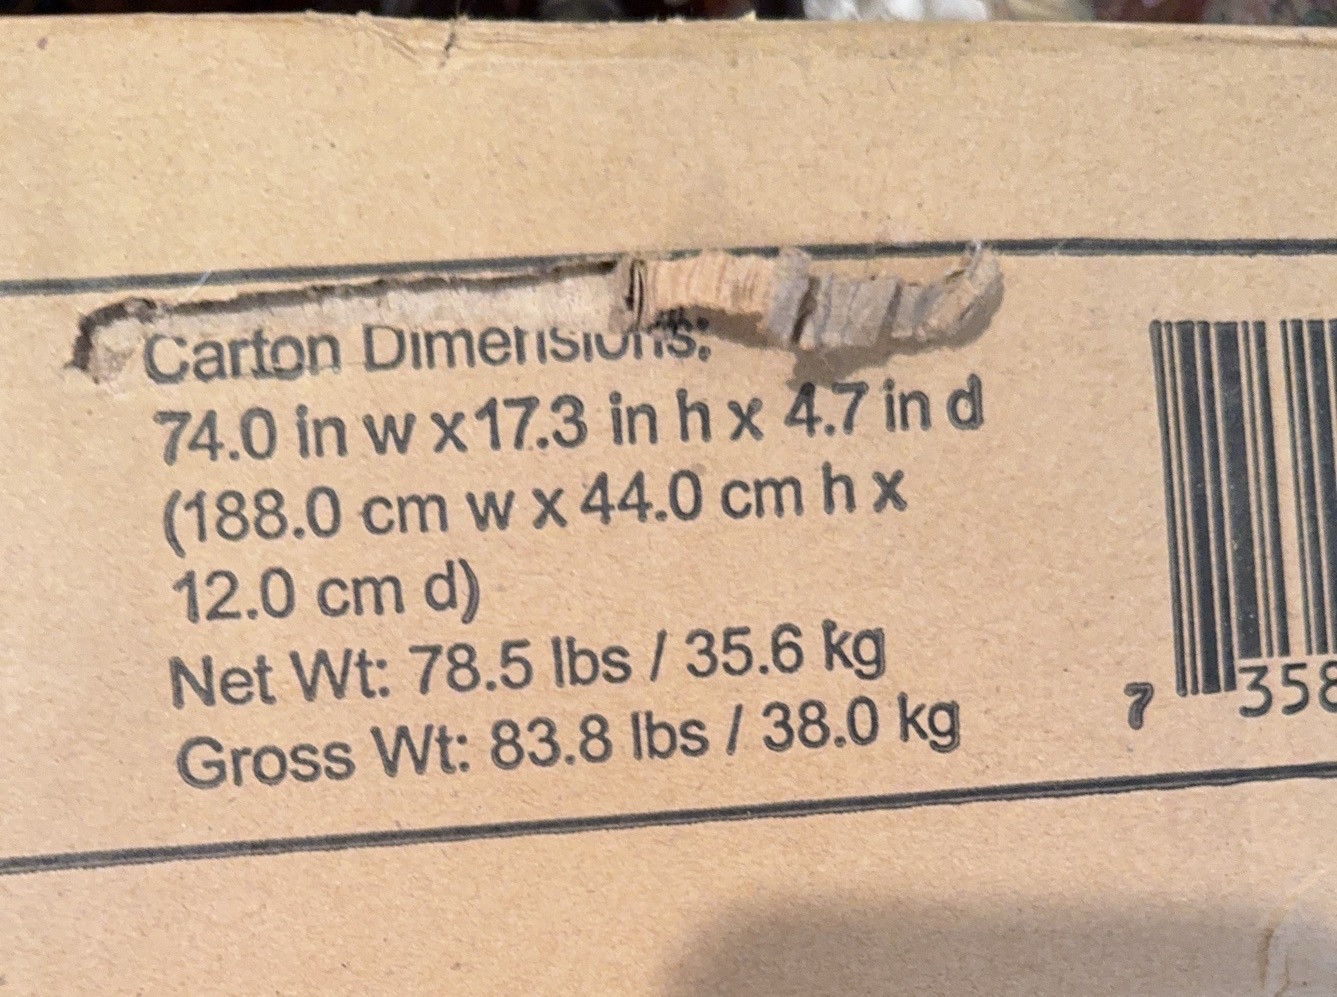 Carton Dimensions:
74.0 in w x 17.3 in h x 4.7 in d
(188.0 cm w x 44.0 cm h x
12.0 cm d)
Net Wt: 78.5 lbs / 35.6 kg
Gross Wt: 83.8 lbs / 38.0 kg
7 358